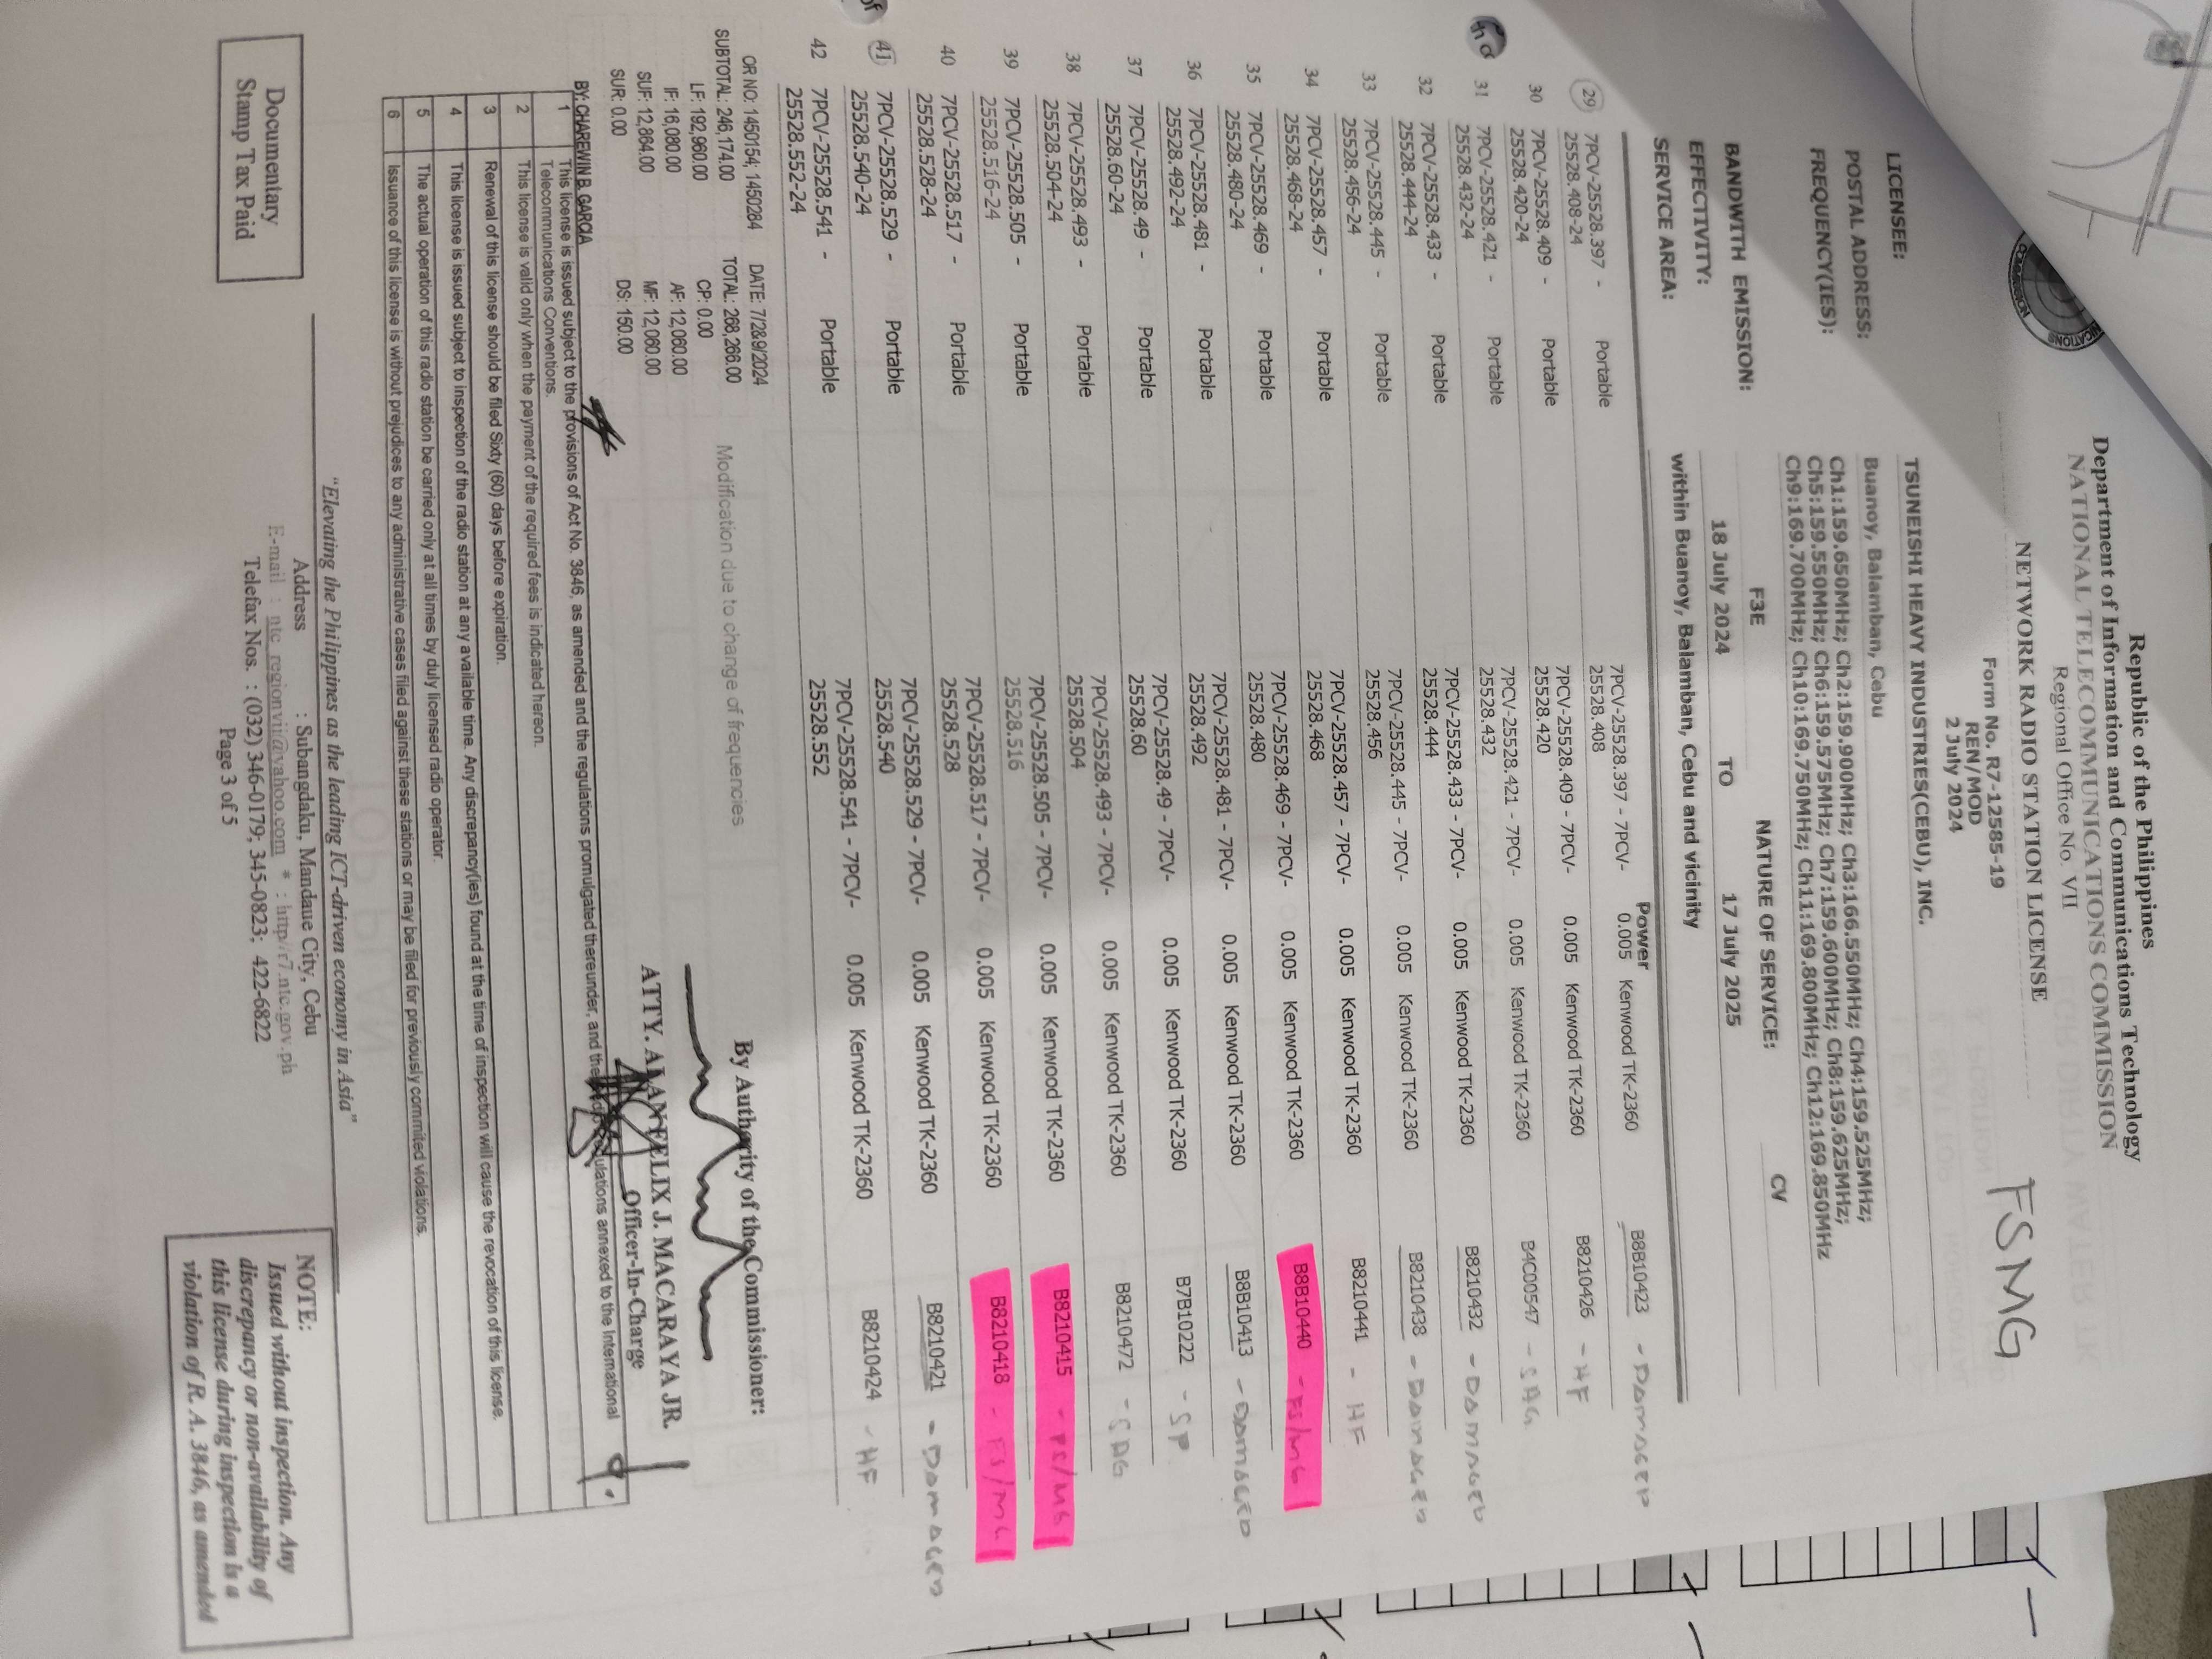 Republic of the Philippines
Department of Information and Communications Technology
NATIONAL TELECOMMUNICATIONS COMMISSION
Regional Office No. VII
NETWORK RADIO STATION LICENSE
FSMG
Form No. R7-12585-19
REN/MOD
2 July 2024
LICENSEE: TSUNEISHI HEAVY INDUSTRIES(CEBU), INC.
POSTAL ADDRESS: Buanoy, Balamban, Cebu
FREQUENCY(IES): Ch1:159.650MHz; Ch2:159.900MHz; Ch3:166.550MHz; Ch4:159.525MHz;
Ch5:159.550MHz; Ch6:159.575MHz; Ch7:159.600MHz; Ch8:159.625MHz;
Ch9:169.700MHz; Ch10:169.750MHz; Ch11:169.800MHz; Ch12:169.850MHz
BANDWITH EMISSION: F3E NATURE OF SERVICE: CV
EFFECTIVITY: 18 July 2024 TO 17 July 2025
SERVICE AREA: within Buanoy, Balamban, Cebu and vicinity
Power
29 7PCV-25528.397 - Portable 7PCV-25528.397 - 7PCV- 0.005 Kenwood TK-2360 B8B10423 - DAMAGED
25528.408-24 25528.408
30 7PCV-25528.409 - Portable 7PCV-25528.409 - 7PCV- 0.005 Kenwood TK-2360 B8210426 - HF
25528.420-24 25528.420
31 7PCV-25528.421 - Portable 7PCV-25528.421 - 7PCV- 0.005 Kenwood TK-2360 B4C00547 - SAG
25528.432-24 25528.432
32 7PCV-25528.433 - Portable 7PCV-25528.433 - 7PCV- 0.005 Kenwood TK-2360 B8210432 - DAMAGED
25528.444-24 25528.444
33 7PCV-25528.445 - Portable 7PCV-25528.445 - 7PCV- 0.005 Kenwood TK-2360 B8210438 - DAMAGED
25528.456-24 25528.456
34 7PCV-25528.457 - Portable 7PCV-25528.457 - 7PCV- 0.005 Kenwood TK-2360 B8210441 - HF
25528.468-24 25528.468
35 7PCV-25528.469 - Portable 7PCV-25528.469 - 7PCV- 0.005 Kenwood TK-2360 B8B10440 - FS/MG
25528.480-24 25528.480
36 7PCV-25528.481 - Portable 7PCV-25528.481 - 7PCV- 0.005 Kenwood TK-2360 B8B10413 - DAMAGED
25528.492-24 25528.492
37 7PCV-25528.49 - Portable 7PCV-25528.49 - 7PCV- 0.005 Kenwood TK-2360 B7B10222 - SP
25528.60-24 25528.60
38 7PCV-25528.493 - Portable 7PCV-25528.493 - 7PCV- 0.005 Kenwood TK-2360 B8210472 - SAG
25528.504-24 25528.504
39 7PCV-25528.505 - Portable 7PCV-25528.505 - 7PCV- 0.005 Kenwood TK-2360 B8210415 - FS/MG
25528.516-24 25528.516
40 7PCV-25528.517 - Portable 7PCV-25528.517 - 7PCV- 0.005 Kenwood TK-2360 B8210418 - FS/MG
25528.528-24 25528.528
41 7PCV-25528.529 - Portable 7PCV-25528.529 - 7PCV- 0.005 Kenwood TK-2360 B8210421 - DAMAGED
25528.540-24 25528.540
42 7PCV-25528.541 - Portable 7PCV-25528.541 - 7PCV- 0.005 Kenwood TK-2360 B8210424 - HF
25528.552-24 25528.552
OR NO: 1450154; 1450284 DATE: 7/2&9/2024
SUBTOTAL: 246,174.00 TOTAL: 268,266.00 Modification due to change of frequencies
LF: 192,960.00 CP: 0.00
IF: 16,080.00 AF: 12,060.00
SUF: 12,864.00 MF: 12,060.00
SUR: 0.00 DS: 150.00
By Authority of the Commissioner:
ATTY. ALAN FELIX J. MACARAYA JR.
Officer-In-Charge
BY: CHAREWIN B. GARCIA
1 This license is issued subject to the provisions of Act No. 3846, as amended and the regulations promulgated thereunder, and the ulations annexed to the International
Telecommunications Conventions.
2 This license is valid only when the payment of the required fees is indicated hereon.
3 Renewal of this license should be filed Sixty (60) days before expiration.
4 This license is issued subject to inspection of the radio station at any available time. Any discrepancy(ies) found at the time of inspection will cause the revocation of this license.
5 The actual operation of this radio station be carried only at all times by duly licensed radio operator.
6 Issuance of this license is without prejudices to any administrative cases filed against these stations or may be filed for previously commited violations.
"Elevating the Philippines as the leading ICT-driven economy in Asia"
Address : Subangdaku, Mandaue City, Cebu
E-mail : ntc_regionvii@yahoo.com * : http//r7.ntc.gov.ph
Telefax Nos. : (032) 346-0179; 345-0823; 422-6822
Page 3 of 5
Documentary
Stamp Tax Paid
NOTE:
Issued without inspection. Any
discrepancy or non-availability of
this license during inspection is a
violation of R. A. 3846, as amended